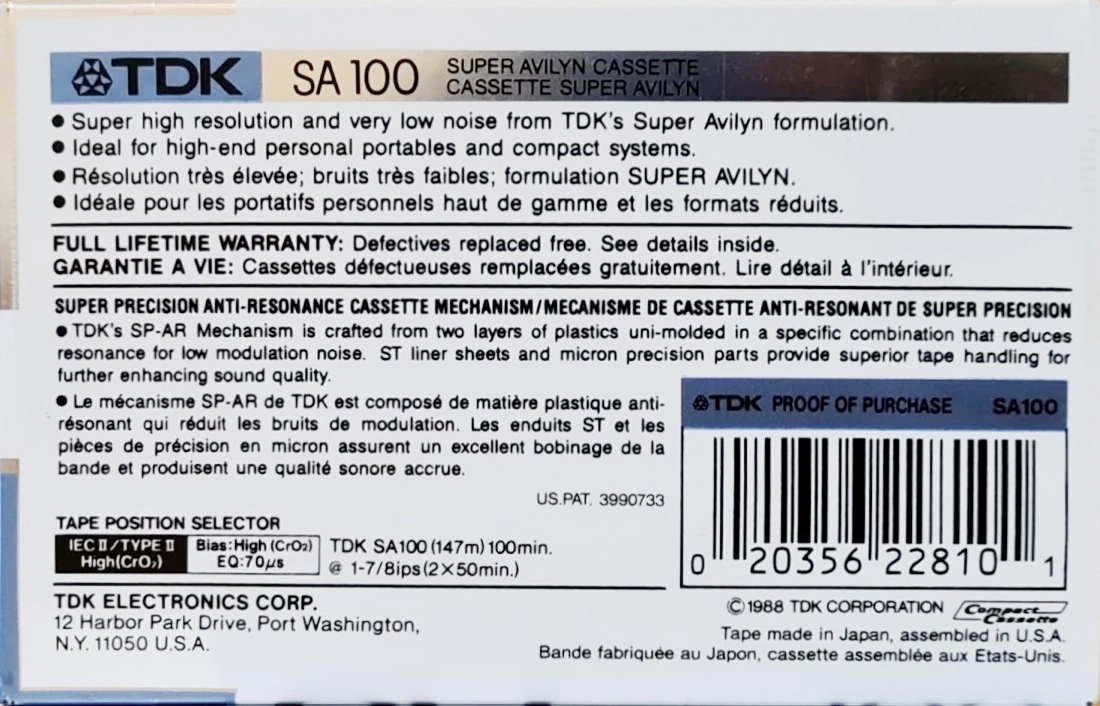 TDK SA 100 SUPER AVILYN CASSETTE
CASSETTE SUPER AVILYN
● Super high resolution and very low noise from TDK's Super Avilyn formulation.
● Ideal for high-end personal portables and compact systems.
● Résolution très élevée; bruits très faibles; formulation SUPER AVILYN.
● Idéale pour les portatifs personnels haut de gamme et les formats réduits.
FULL LIFETIME WARRANTY: Defectives replaced free. See details inside.
GARANTIE A VIE: Cassettes défectueuses remplacées gratuitement. Lire détail à l'intérieur.
SUPER PRECISION ANTI-RESONANCE CASSETTE MECHANISM/MECANISME DE CASSETTE ANTI-RESONANT DE SUPER PRECISION
● TDK's SP-AR Mechanism is crafted from two layers of plastics uni-molded in a specific combination that reduces
resonance for low modulation noise. ST liner sheets and micron precision parts provide superior tape handling for
further enhancing sound quality.
● Le mécanisme SP-AR de TDK est composé de matière plastique anti-
résonant qui réduit les bruits de modulation. Les enduits ST et les
pièces de précision en micron assurent un excellent bobinage de la
bande et produisent une qualité sonore accrue.
US.PAT. 3990733
TDK PROOF OF PURCHASE SA100
0 20356 22810 1
TAPE POSITION SELECTOR
IEC II/TYPE II
High(CrO2)
Bias:High (CrO2)
EQ:70μs
TDK SA100 (147m) 100min.
@ 1-7/8ips(2×50min.)
TDK ELECTRONICS CORP.
12 Harbor Park Drive, Port Washington,
N.Y. 11050 U.S.A.
©1988 TDK CORPORATION Compact Cassette
Tape made in Japan, assembled in U.S.A.
Bande fabriquée au Japon, cassette assemblée aux Etats-Unis.